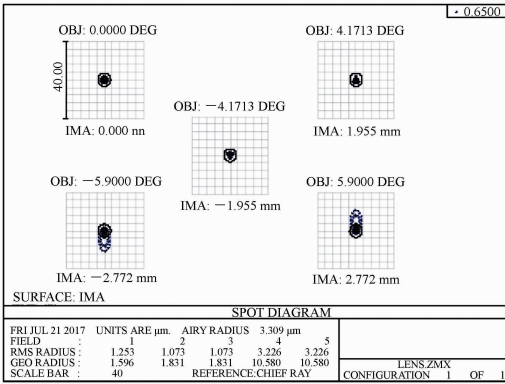 0.6500
OBJ: 0.0000 DEG
OBJ: 4.1713 DEG
40.00
IMA: 0.000 nn
IMA: 1.955 mm
OBJ: −4.1713 DEG
IMA: −1.955 mm
OBJ: −5.9000 DEG
OBJ: 5.9000 DEG
IMA: −2.772 mm
IMA: 2.772 mm
SURFACE: IMA
SPOT DIAGRAM
FRI JUL 21 2017 UNITS ARE μm. AIRY RADIUS 3.309 μm
FIELD : 1 2 3 4 5
RMS RADIUS : 1.253 1.073 1.073 3.226 3.226
GEO RADIUS : 1.596 1.831 1.831 10.580 10.580
SCALE BAR : 40 REFERENCE:CHIEF RAY
LENS.ZMX
CONFIGURATION 1 OF 1